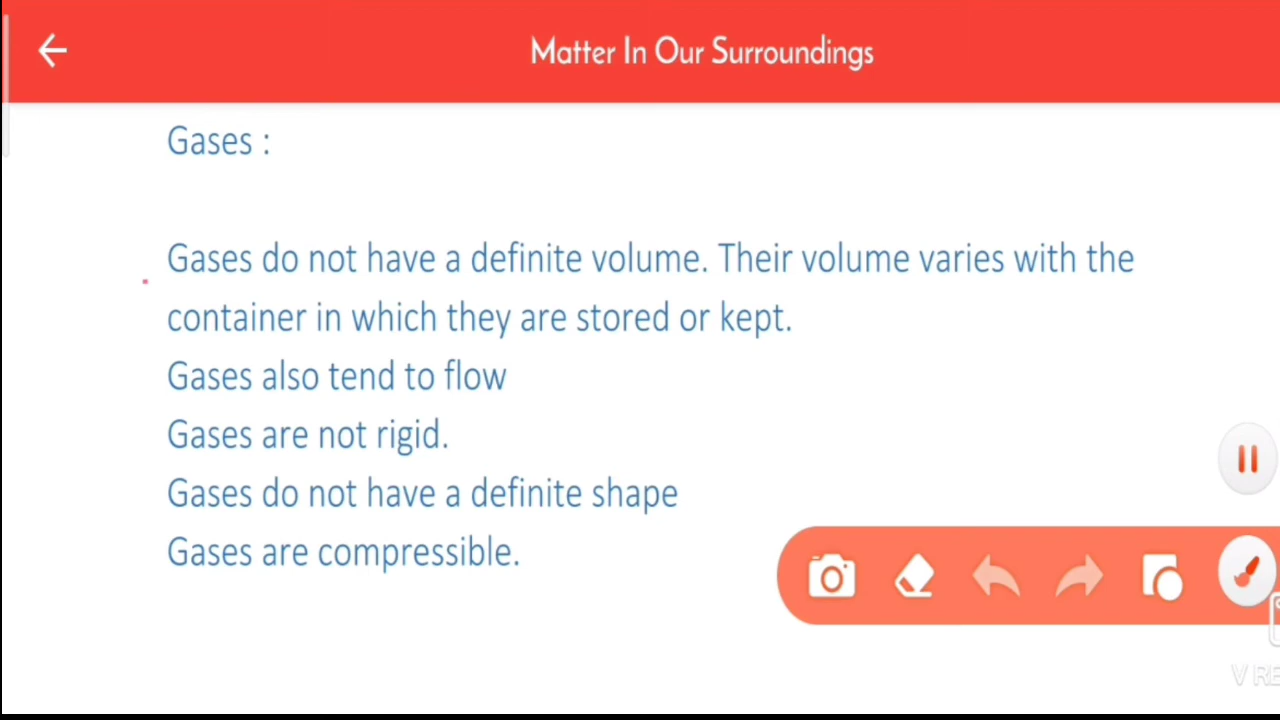 Matter In Our Surroundings
Gases :
Gases do not have a definite volume. Their volume varies with the
container in which they are stored or kept.
Gases also tend to flow
Gases are not rigid.
Gases do not have a definite shape
Gases are compressible.